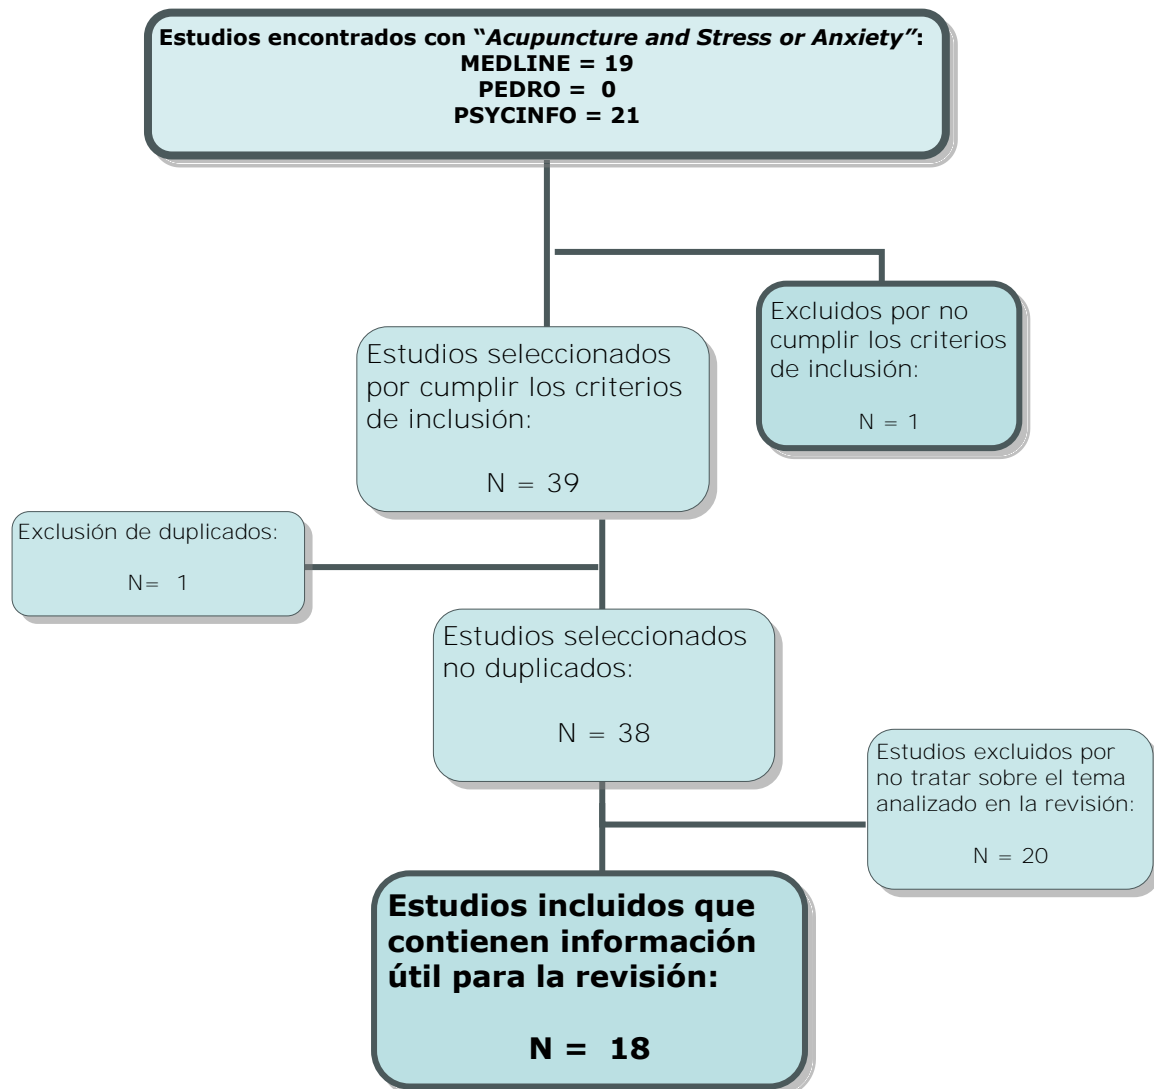 Estudios encontrados con “Acupuncture and Stress or Anxiety”:
MEDLINE = 19
PEDRO = 0
PSYCINFO = 21
Excluidos por no
cumplir los criterios
de inclusión:
N = 1
Estudios seleccionados
por cumplir los criterios
de inclusión:
N = 39
Exclusión de duplicados:
N= 1
Estudios seleccionados
no duplicados:
N = 38
Estudios excluidos por
no tratar sobre el tema
analizado en la revisión:
N = 20
Estudios incluidos que
contienen información
útil para la revisión:
N = 18